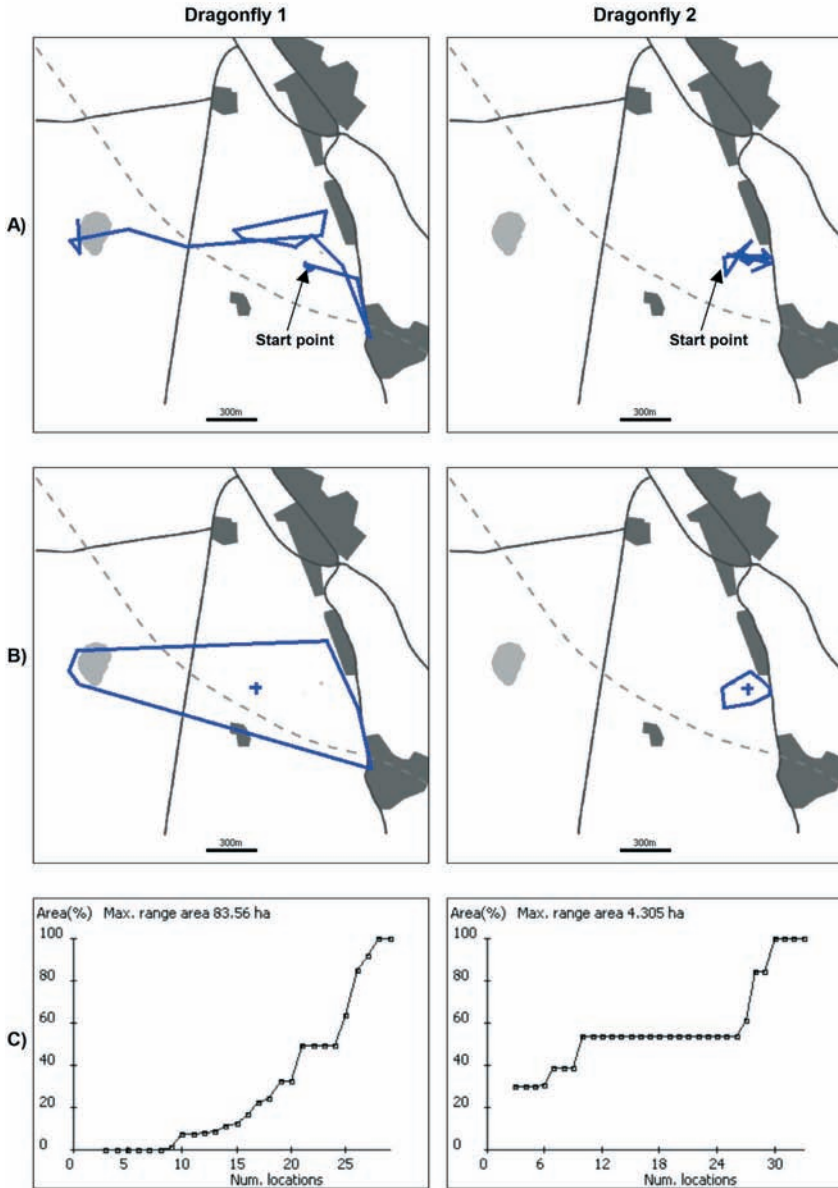 Dragonfly 1
Dragonfly 2
A)
Start point
300m
Start point
300m
B)
300m
300m
C)
Area(%) Max. range area 83.56 ha
100
80
60
40
20
0
0 5 10 15 20 25
Num. locations
Area(%) Max. range area 4.305 ha
100
80
60
40
20
0
0 6 12 18 24 30
Num. locations